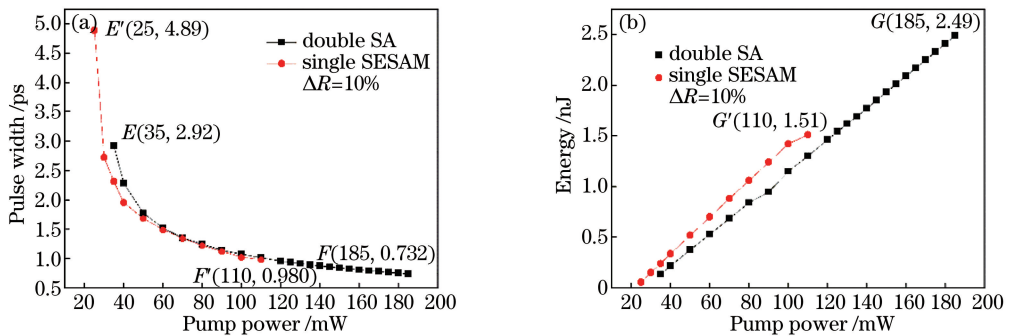 (a)
E′(25, 4.89)
double SA
single SESAM
ΔR=10%
E(35, 2.92)
F(185, 0.732)
F′(110, 0.980)
5.0
4.5
4.0
3.5
3.0
2.5
2.0
1.5
1.0
0.5
Pulse width /ps
20 40 60 80 100 120 140 160 180 200
Pump power /mW
(b)
G(185, 2.49)
double SA
single SESAM
ΔR=10%
G′(110, 1.51)
2.5
2.0
1.5
1.0
0.5
0
Energy /nJ
20 40 60 80 100 120 140 160 180 200
Pump power /mW